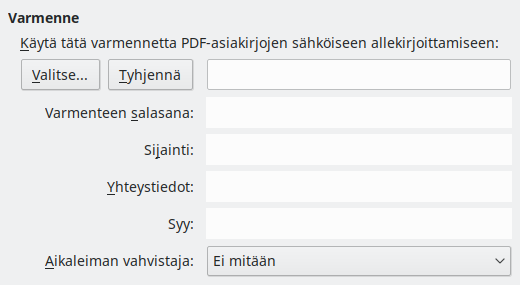 Varmenne
Käytä tätä varmennetta PDF-asiakirjojen sähköiseen allekirjoittamiseen:
Valitse... Tyhjennä
Varmenteen salasana:
Sijainti:
Yhteystiedot:
Syy:
Aikaleiman vahvistaja: Ei mitään